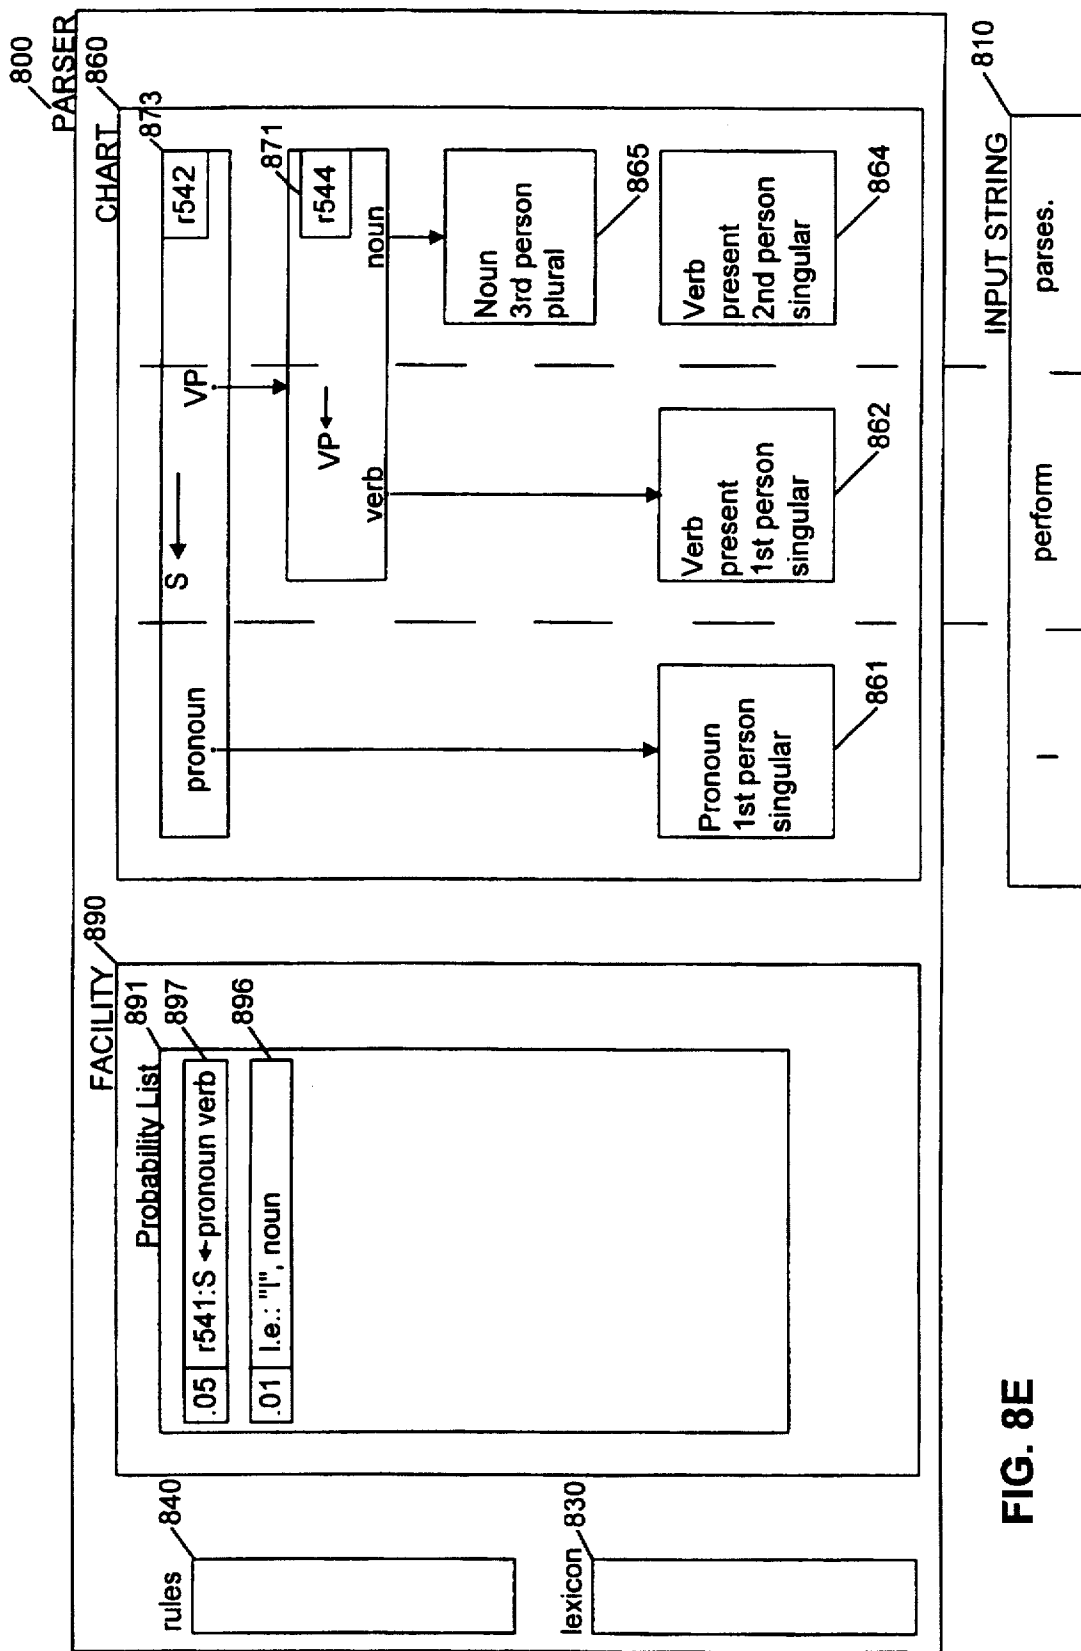 800
PARSER
rules
840
lexicon
830
FACILITY
890
Probability List
891
.05 r541:S ←pronoun verb
897
.01 l.e.: "I", noun
896
CHART
860
873
pronoun
S ←
VP
r542
871
VP←
r544
verb
noun
Noun
3rd person
plural
865
Pronoun
1st person
singular
861
Verb
present
1st person
singular
862
Verb
present
2nd person
singular
864
INPUT STRING
810
I
perform
parses.
FIG. 8E